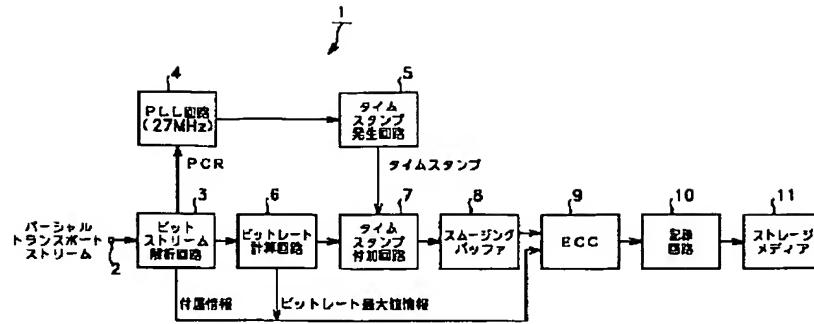 1
4
PLL回路
(27MHz)
5
タイム
スタンプ
発生回路
PCR
タイムスタンプ
3
6
7
8
9
10
11
パーシャル
トランスポート
ストリーム
2
ビット
ストリーム
解析回路
ビットレート
計算回路
タイム
スタンプ
付加回路
スムージング
バッファ
ECC
記録
回路
ストレージ
メディア
付属情報
ビットレート最大値情報